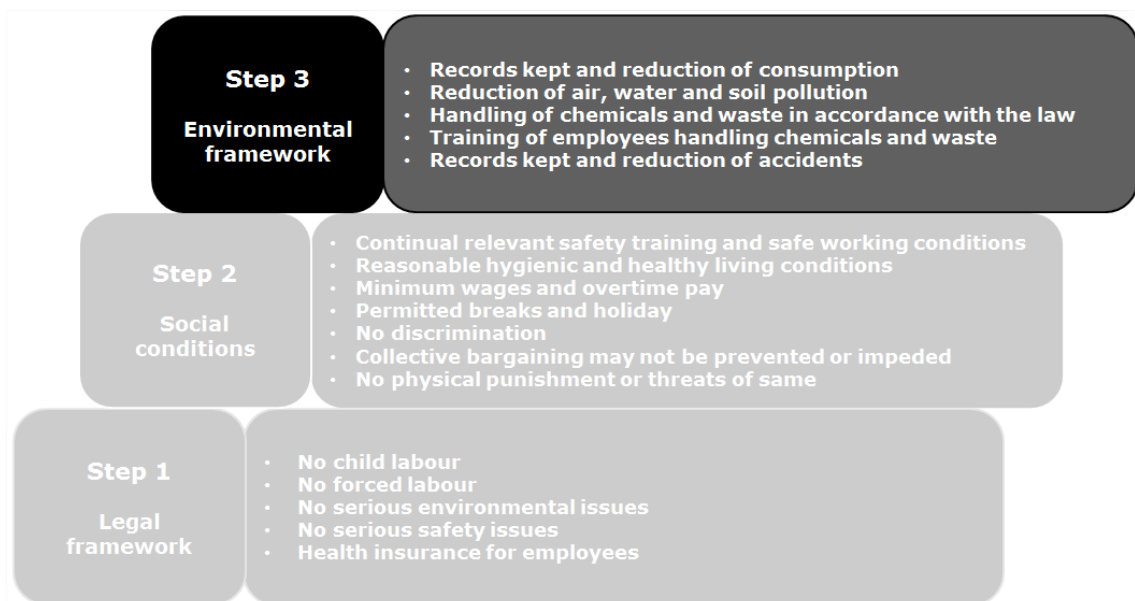 Step 3
Environmental
framework
• Records kept and reduction of consumption
• Reduction of air, water and soil pollution
• Handling of chemicals and waste in accordance with the law
• Training of employees handling chemicals and waste
• Records kept and reduction of accidents
Step 2
Social
conditions
• Continual relevant safety training and safe working conditions
• Reasonable hygienic and healthy living conditions
• Minimum wages and overtime pay
• Permitted breaks and holiday
• No discrimination
• Collective bargaining may not be prevented or impeded
• No physical punishment or threats of same
Step 1
Legal
framework
• No child labour
• No forced labour
• No serious environmental issues
• No serious safety issues
• Health insurance for employees